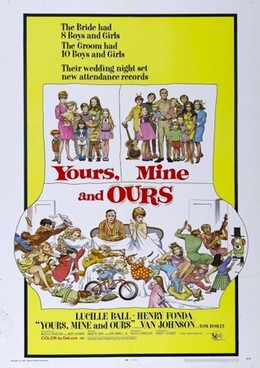 The Bride had
8 Boys and Girls
The Groom had
10 Boys and Girls
Their wedding night set
new attendance records
Yours, Mine
and OURS
LUCILLE BALL - HENRY FONDA
"YOURS, MINE and OURS" VAN JOHNSON
TOM BOSLEY
COLOR by DeLuxe